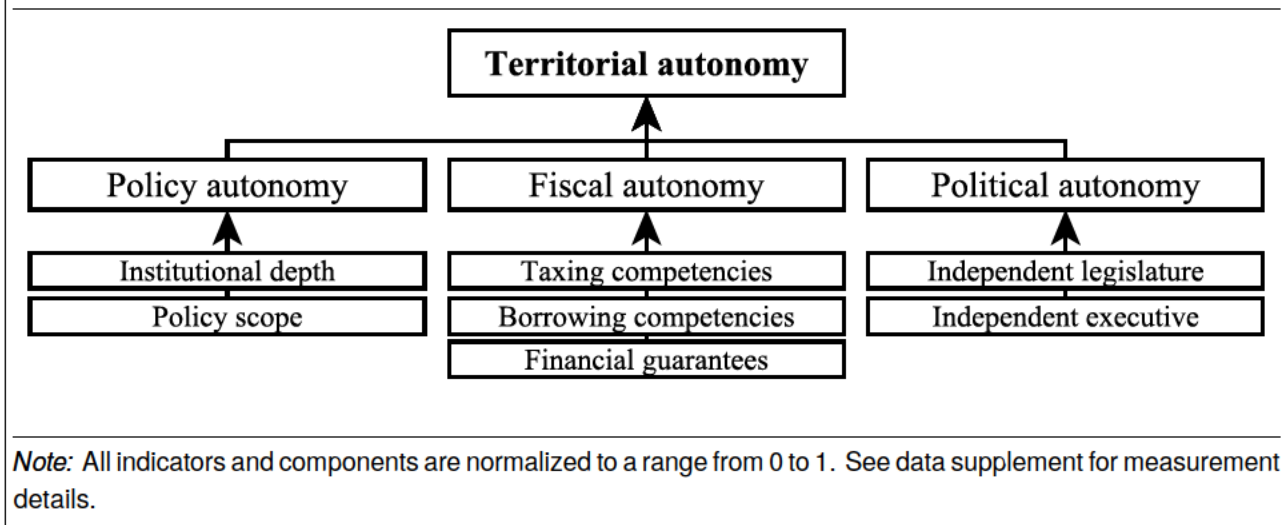 Territorial autonomy
Policy autonomy
Fiscal autonomy
Political autonomy
Institutional depth
Taxing competencies
Independent legislature
Policy scope
Borrowing competencies
Independent executive
Financial guarantees
Note: All indicators and components are normalized to a range from 0 to 1. See data supplement for measurement
details.